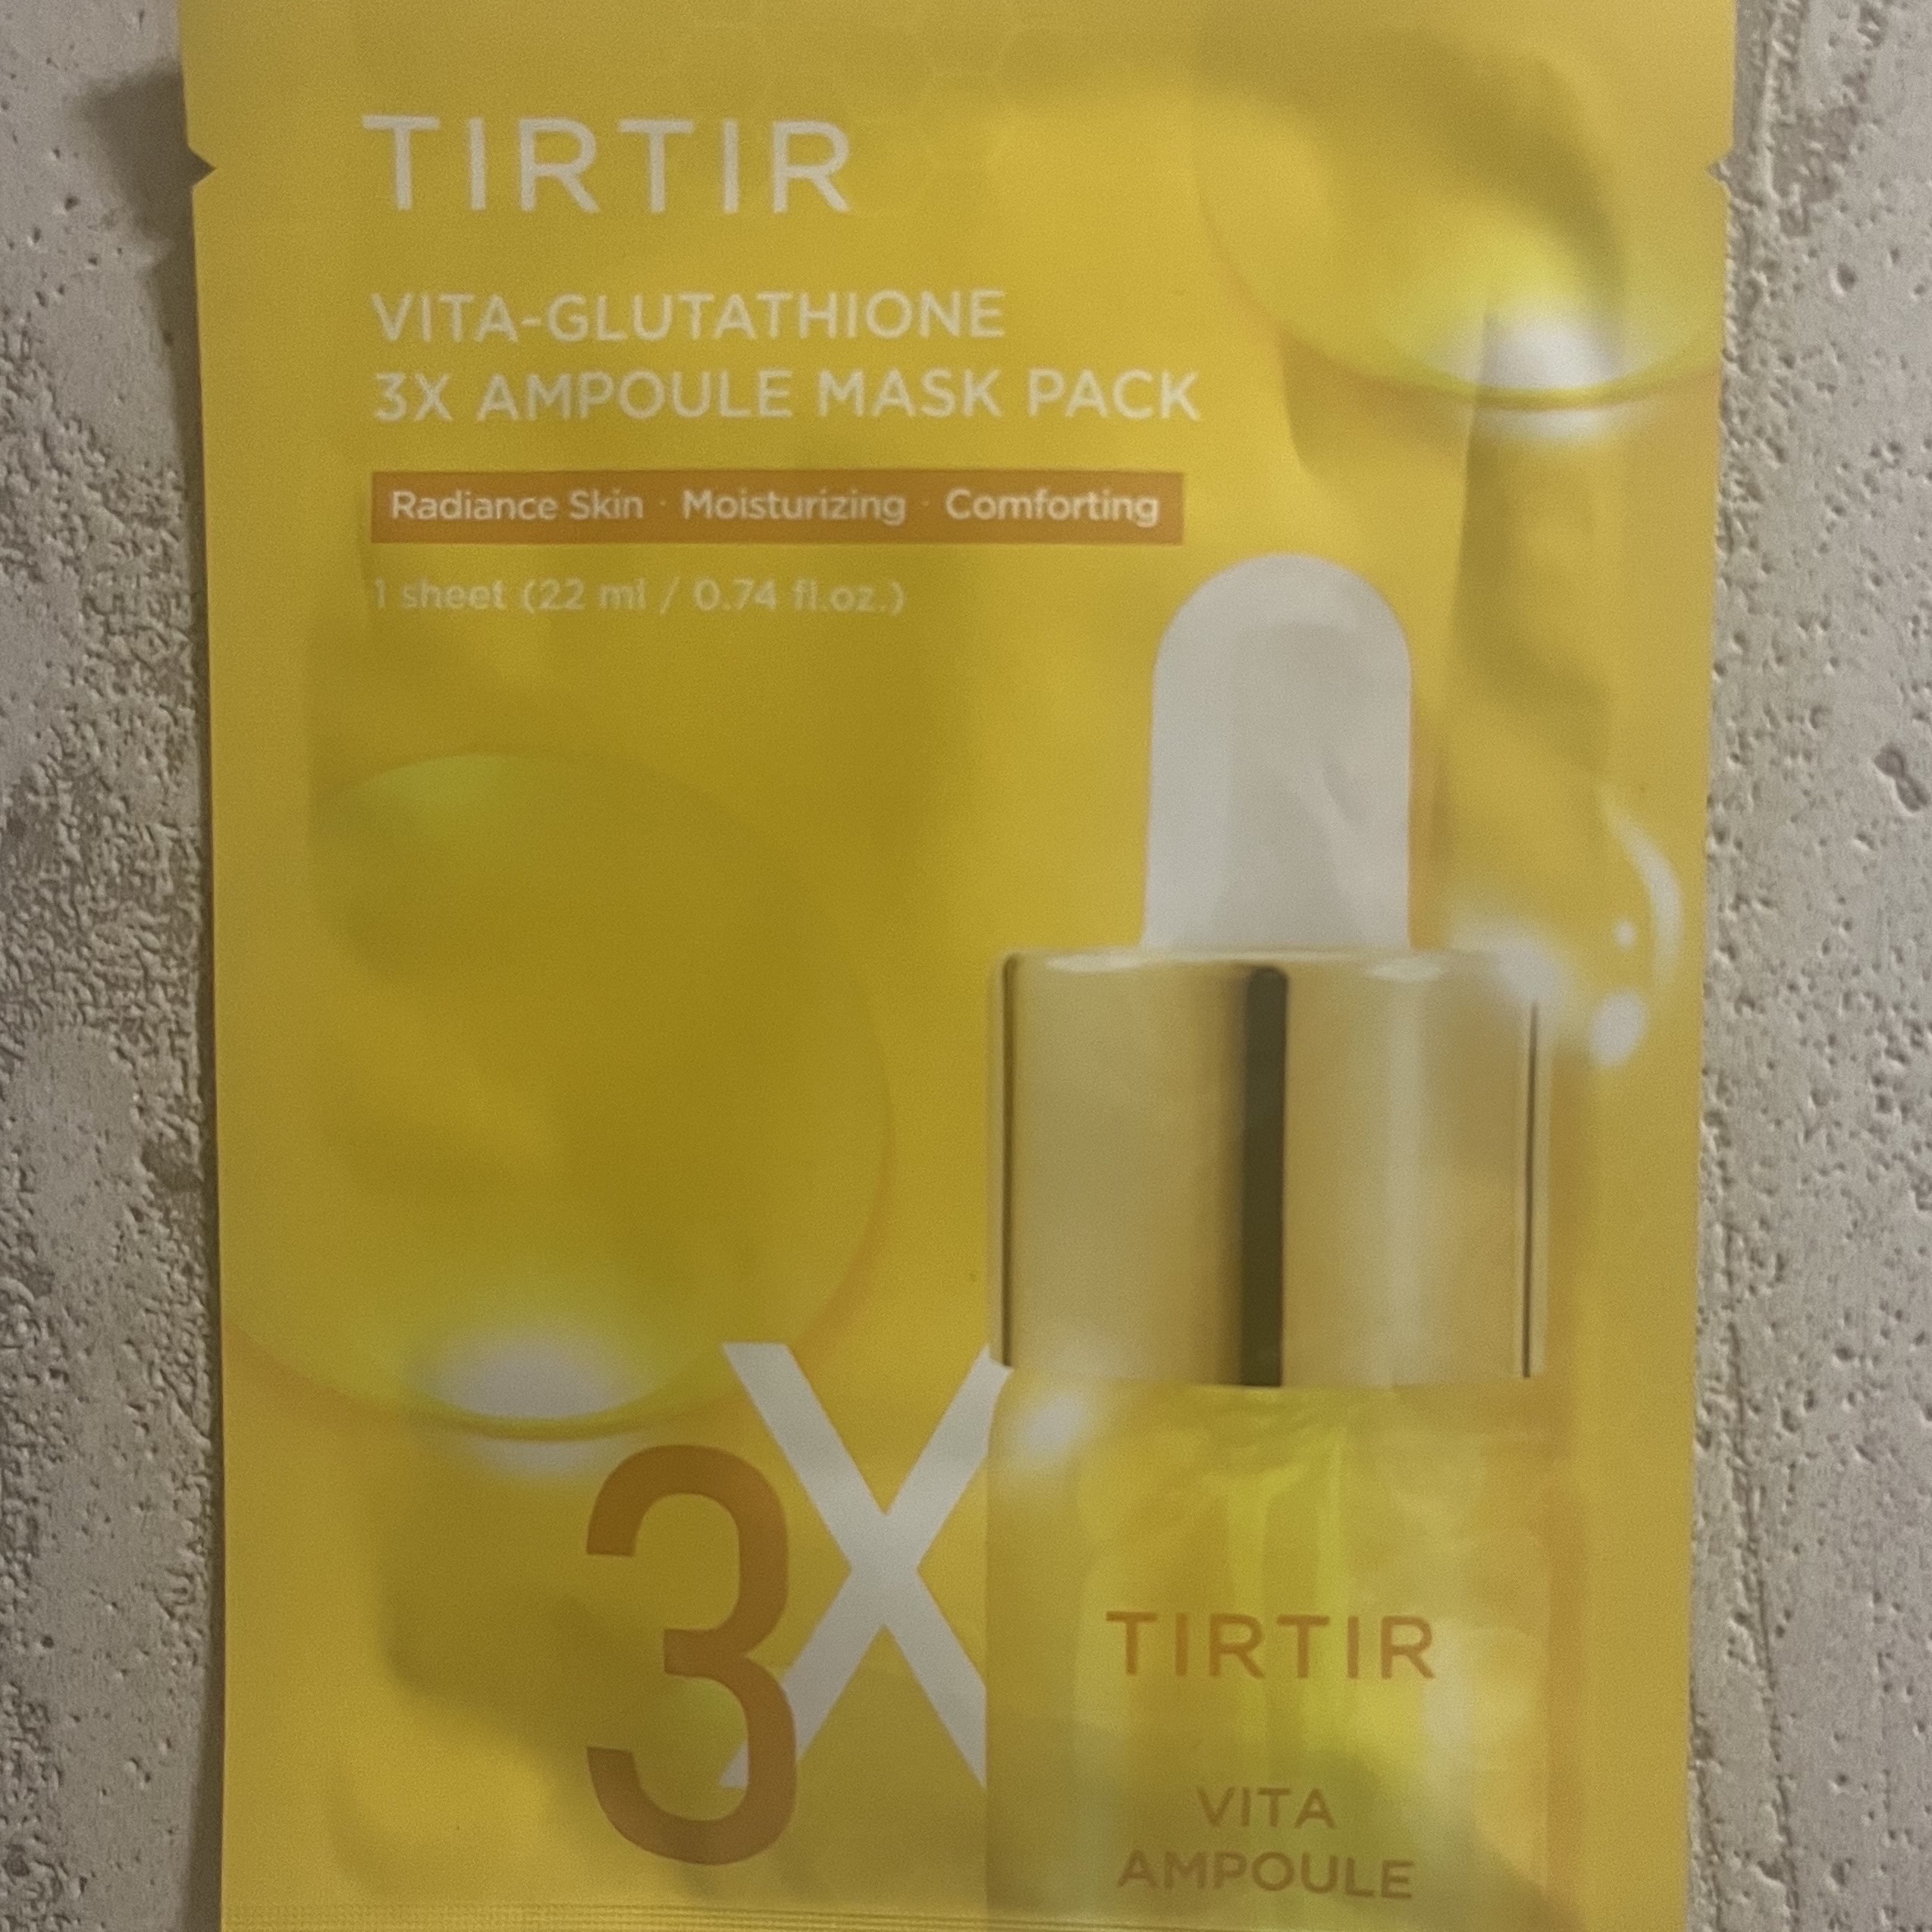 TIRTIR
VITA-GLUTATHIONE
3X AMPOULE MASK PACK
Radiance Skin · Moisturizing · Comforting
1 sheet (22 ml / 0.74 fl.oz.)
3X
TIRTIR
VITA
AMPOULE